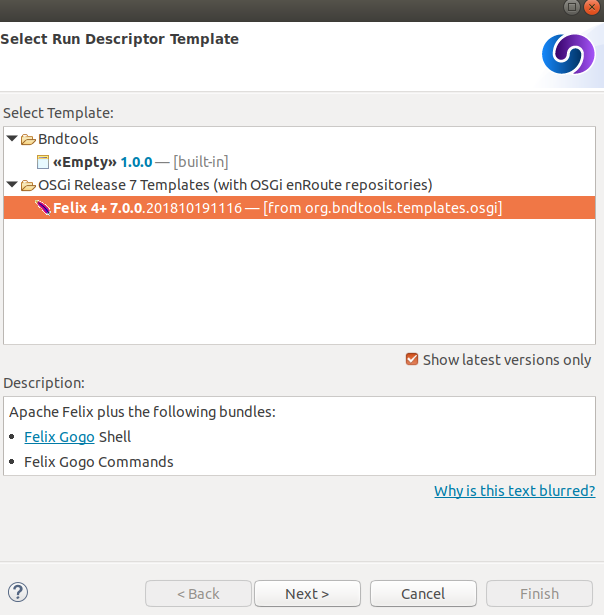 Select Run Descriptor Template
Select Template:
Bndtools
«Empty» 1.0.0 — [built-in]
OSGi Release 7 Templates (with OSGi enRoute repositories)
Felix 4+ 7.0.0.201810191116 — [from org.bndtools.templates.osgi]
Show latest versions only
Description:
Apache Felix plus the following bundles:
• Felix Gogo Shell
• Felix Gogo Commands
Why is this text blurred?
? < Back Next > Cancel Finish